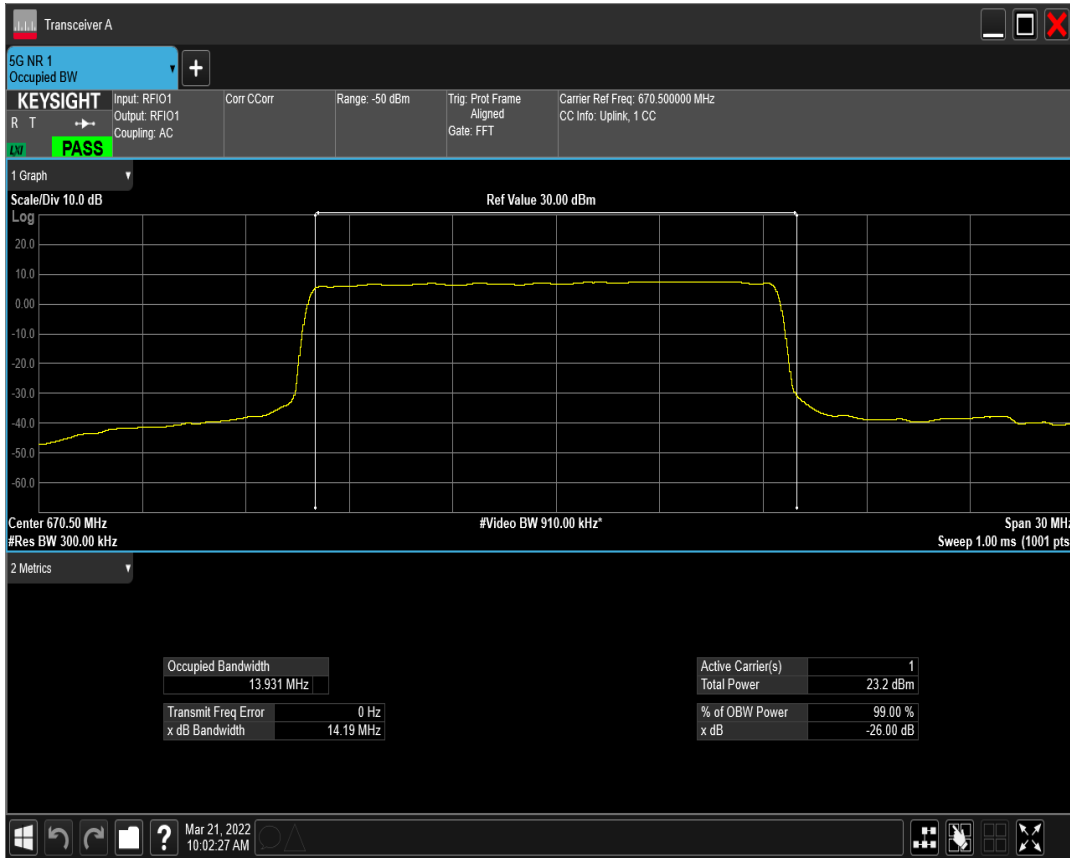 Transceiver A
5G NR 1
Occupied BW
KEYSIGHT
R T
LXI
PASS
Input: RFIO1
Output: RFIO1
Coupling: AC
Corr CCorr
Range: -50 dBm
Trig: Prot Frame
Aligned
Gate: FFT
Carrier Ref Freq: 670.500000 MHz
CC Info: Uplink, 1 CC
1 Graph
Scale/Div 10.0 dB
Ref Value 30.00 dBm
Log
20.0
10.0
0.00
-10.0
-20.0
-30.0
-40.0
-50.0
-60.0
Center 670.50 MHz
#Video BW 910.00 kHz*
Span 30 MHz
#Res BW 300.00 kHz
Sweep 1.00 ms (1001 pts
2 Metrics
Occupied Bandwidth
13.931 MHz
Transmit Freq Error 0 Hz
x dB Bandwidth 14.19 MHz
Active Carrier(s) 1
Total Power 23.2 dBm
% of OBW Power 99.00 %
x dB -26.00 dB
?
Mar 21, 2022
10:02:27 AM